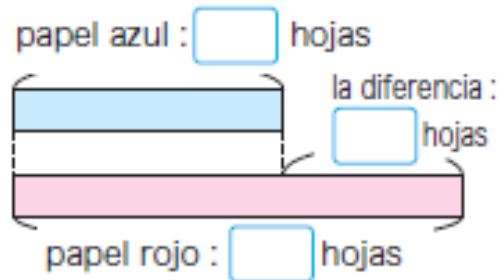 papel azul : hojas
la diferencia :
hojas
papel rojo : hojas